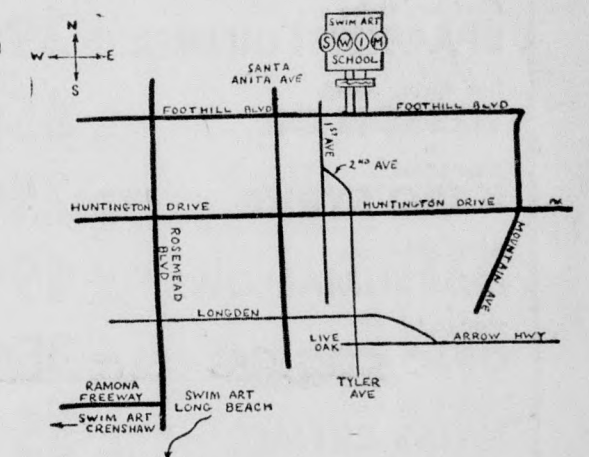 N
W E
S
SWIM ART
SWIM
SCHOOL
SANTA
ANITA AVE
FOOTHILL BLVD
FOOTHILL BLVD
1ST AVE
2ND AVE
HUNTINGTON DRIVE
HUNTINGTON DRIVE
ROSEMEAD
BLVD
MOUNTAIN AVE
LONGDEN
LIVE
OAK
ARROW HWY
TYLER
AVE
RAMONA
FREEWAY
SWIM ART
LONG BEACH
SWIM ART
CRENSHAW